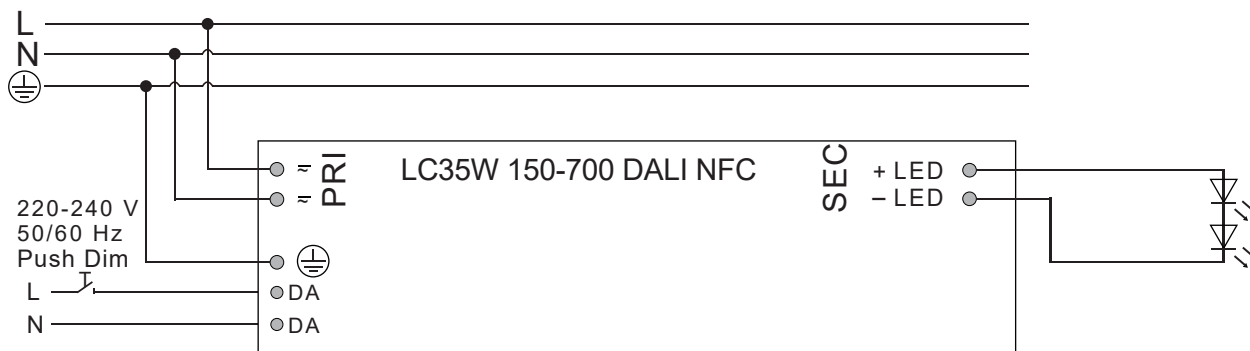 L
N
LC35W 150-700 DALI NFC
PRI
SEC
+ LED
– LED
220-240 V
50/60 Hz
Push Dim
L
DA
N
DA